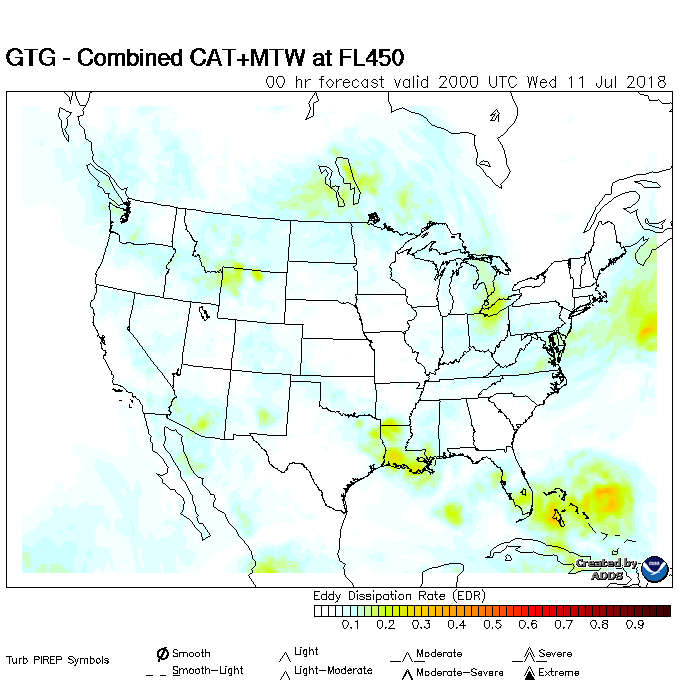 GTG - Combined CAT+MTW at FL450
00 hr forecast valid 2000 UTC Wed 11 Jul 2018
Created by
ADDS
Eddy Dissipation Rate (EDR)
0.1 0.2 0.3 0.4 0.5 0.6 0.7 0.8 0.9
Turb PIREP Symbols
Smooth Light Moderate Severe
Smooth-Light Light-Moderate Moderate-Severe Extreme